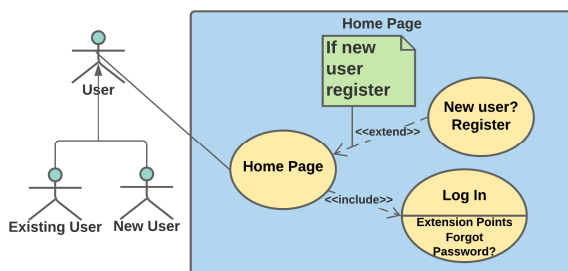 Home Page
If new
user
register
User
New user?
Register
<<extend>>
Home Page
<<include>>
Log In
Extension Points
Forgot
Password?
Existing User
New User